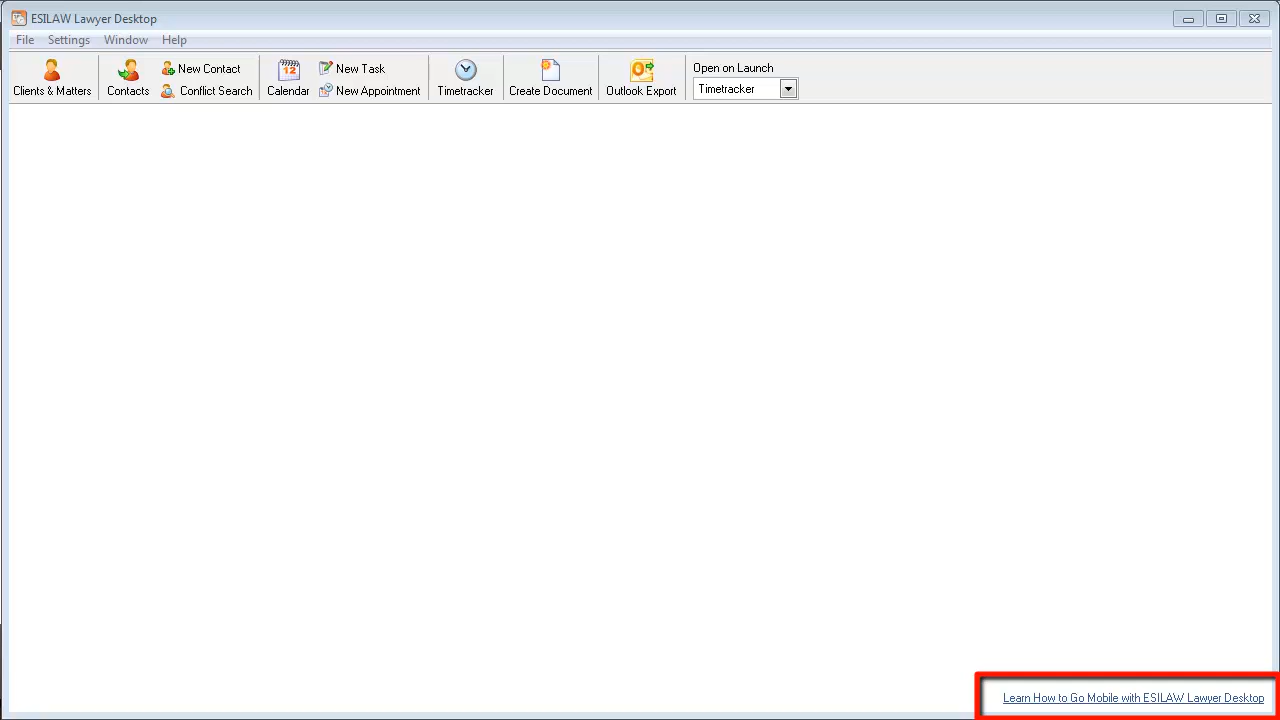 ESILAW Lawyer Desktop
File Settings Window Help
Clients & Matters
Contacts
New Contact
Conflict Search
12
Calendar
New Task
New Appointment
Timetracker
Create Document
Outlook Export
Open on Launch
Timetracker
Learn How to Go Mobile with ESILAW Lawyer Desktop